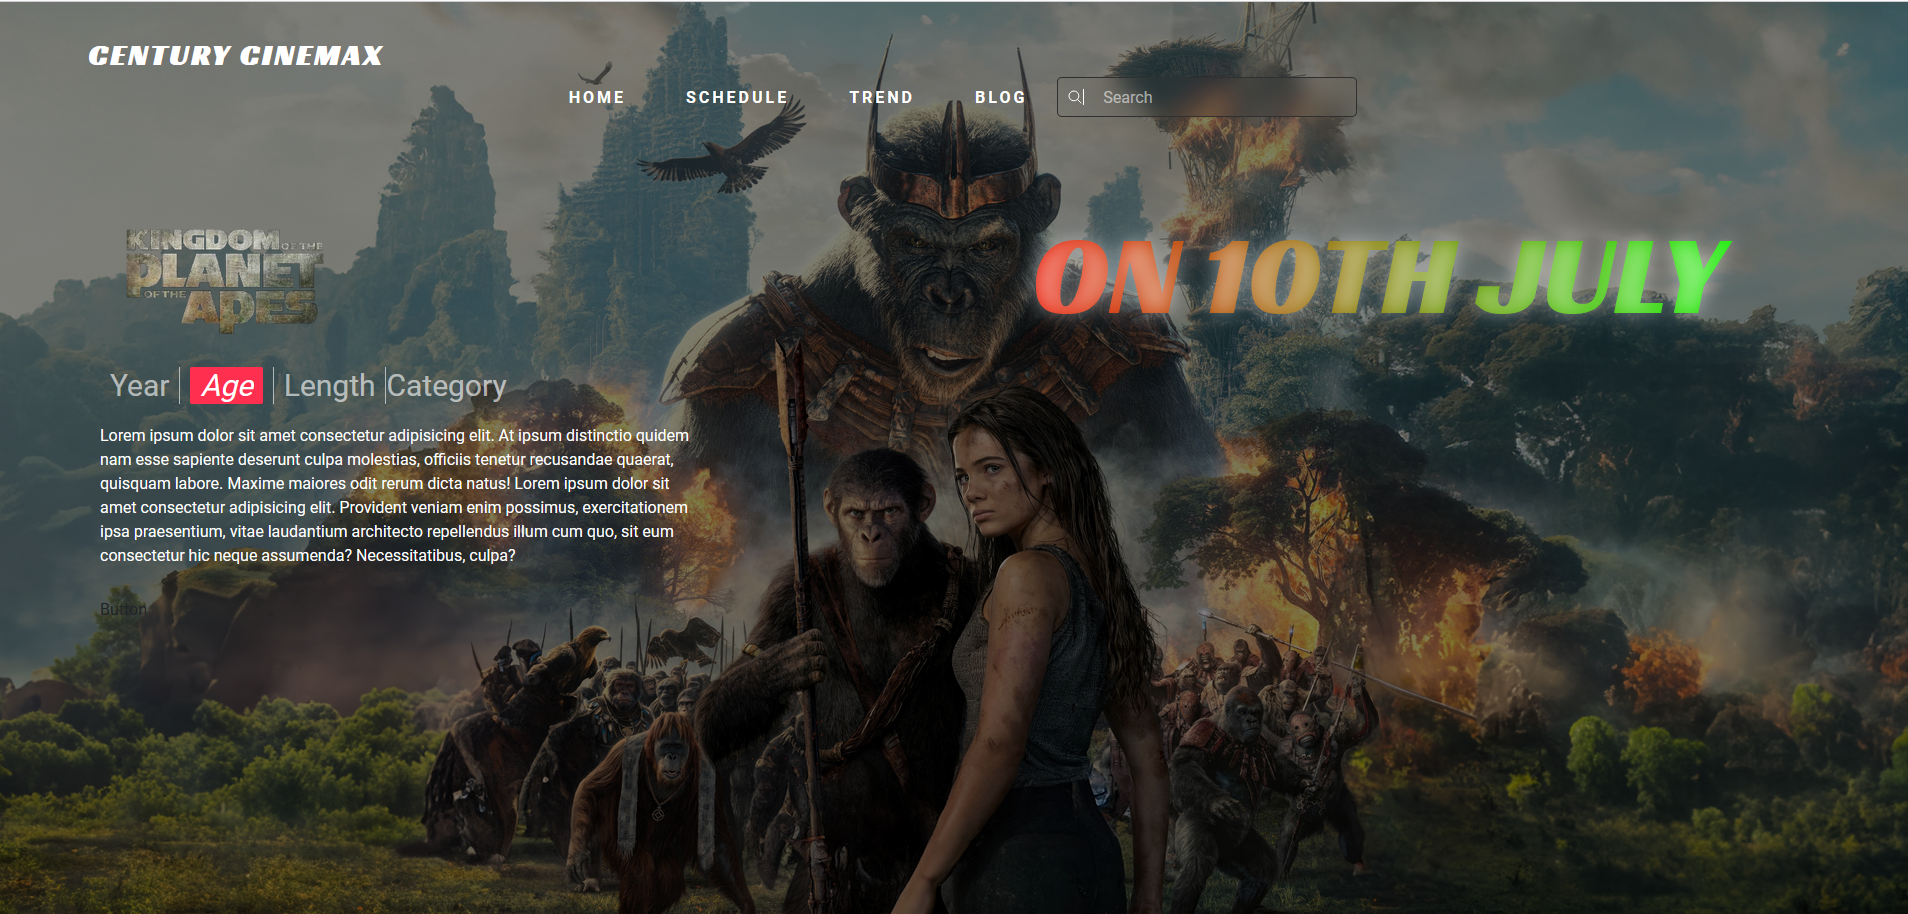 CENTURY CINEMAX
HOME SCHEDULE TREND BLOG Search
KINGDOM OF THE
PLANET
OF THE APES
ON 10TH JULY
Year Age Length Category
Lorem ipsum dolor sit amet consectetur adipisicing elit. At ipsum distinctio quidem
nam esse sapiente deserunt culpa molestias, officiis tenetur recusandae quaerat,
quisquam labore. Maxime maiores odit rerum dicta natus! Lorem ipsum dolor sit
amet consectetur adipisicing elit. Provident veniam enim possimus, exercitationem
ipsa praesentium, vitae laudantium architecto repellendus illum cum quo, sit eum
consectetur hic neque assumenda? Necessitatibus, culpa?
Button